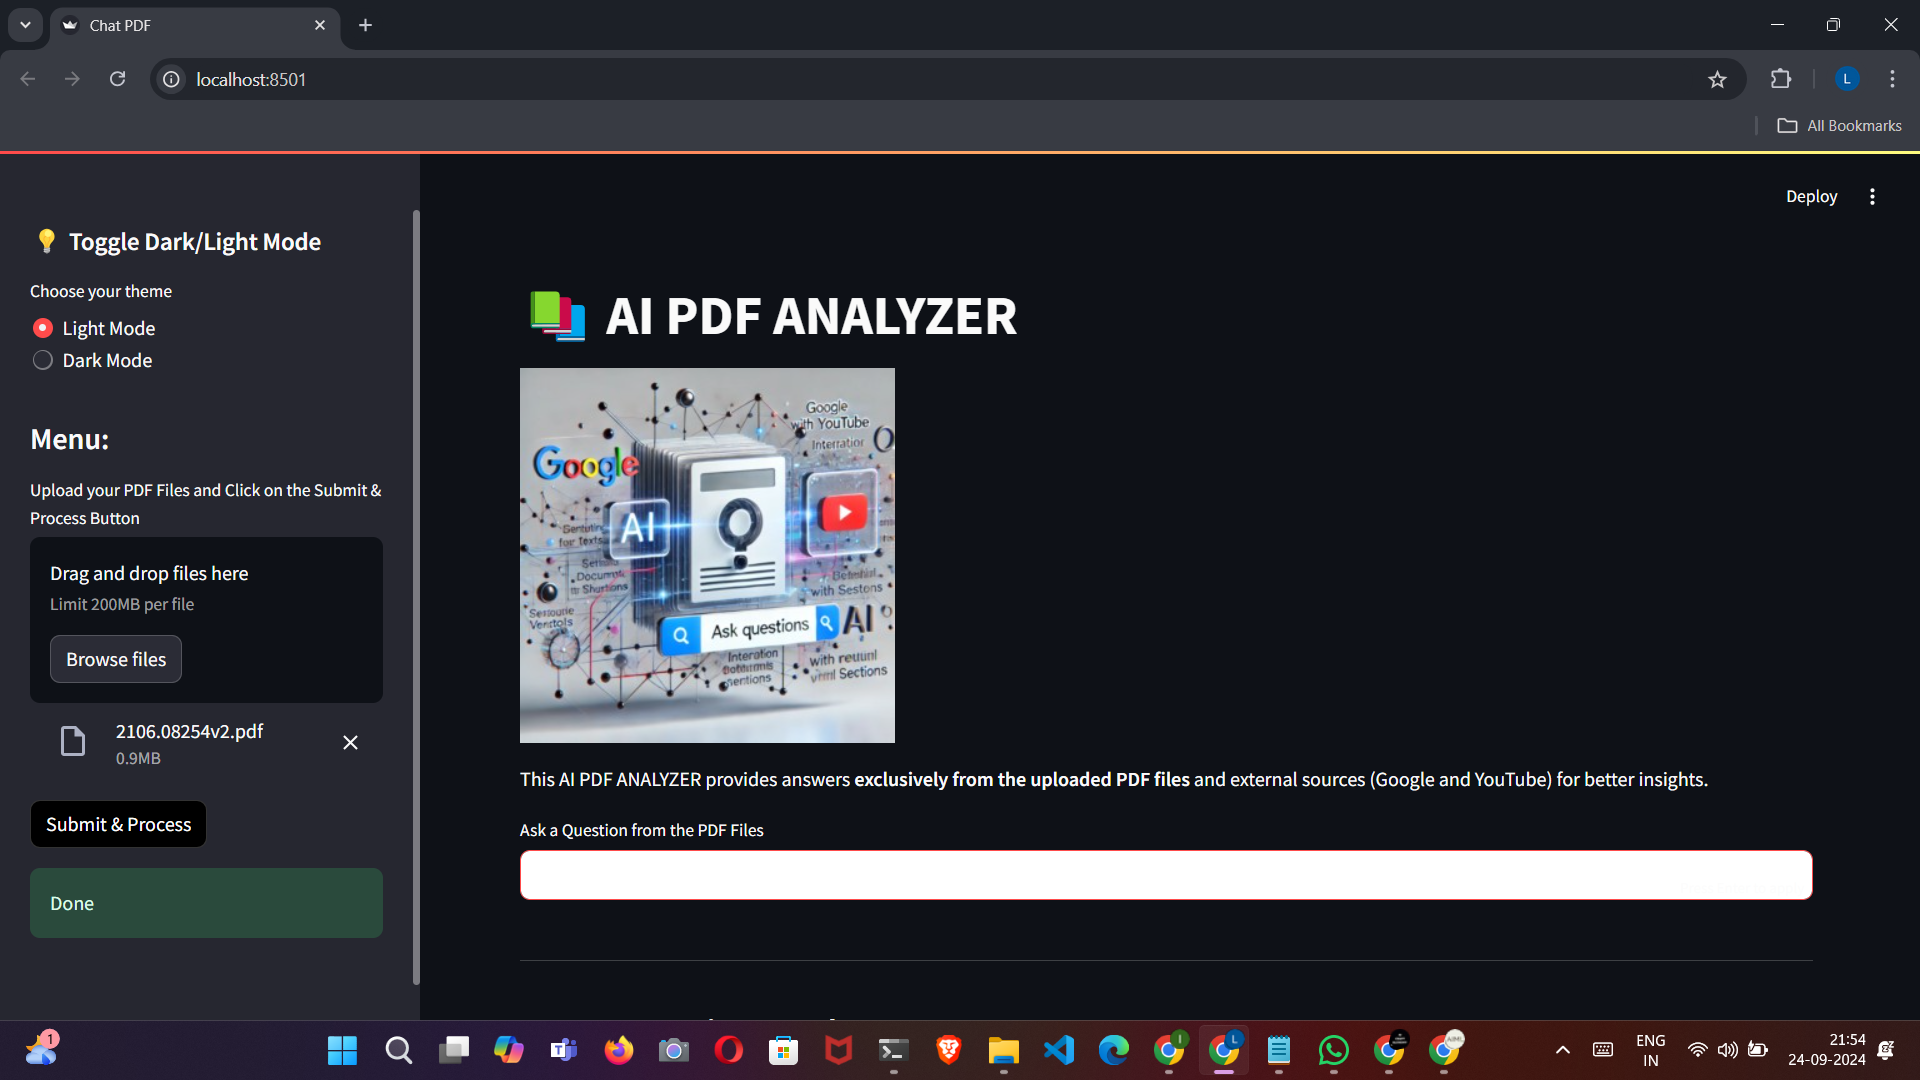 Chat PDF
localhost:8501
All Bookmarks
Deploy
Toggle Dark/Light Mode
Choose your theme
Light Mode
Dark Mode
Menu:
Upload your PDF Files and Click on the Submit &
Process Button
Drag and drop files here
Limit 200MB per file
Browse files
2106.08254v2.pdf
0.9MB
Submit & Process
Done
AI PDF ANALYZER
Google
with YouTube
Google
AI
Ask questions
AI
with Sestons
Sections
This AI PDF ANALYZER provides answers exclusively from the uploaded PDF files and external sources (Google and YouTube) for better insights.
Ask a Question from the PDF Files
1
L
I
L
ENG
IN
21:54
24-09-2024